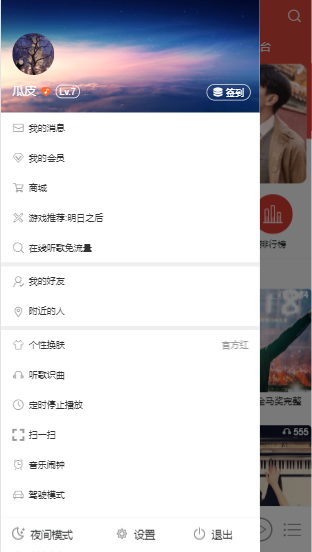 台
瓜皮 Lv.7 签到
我的消息
我的会员
商城
游戏推荐:明日之后
在线听歌免流量
排行榜
我的好友
附近的人
个性换肤 官方红
听歌识曲
定时停止播放
金马奖完整
扫一扫
555
音乐闹钟
驾驶模式
夜间模式 设置 退出